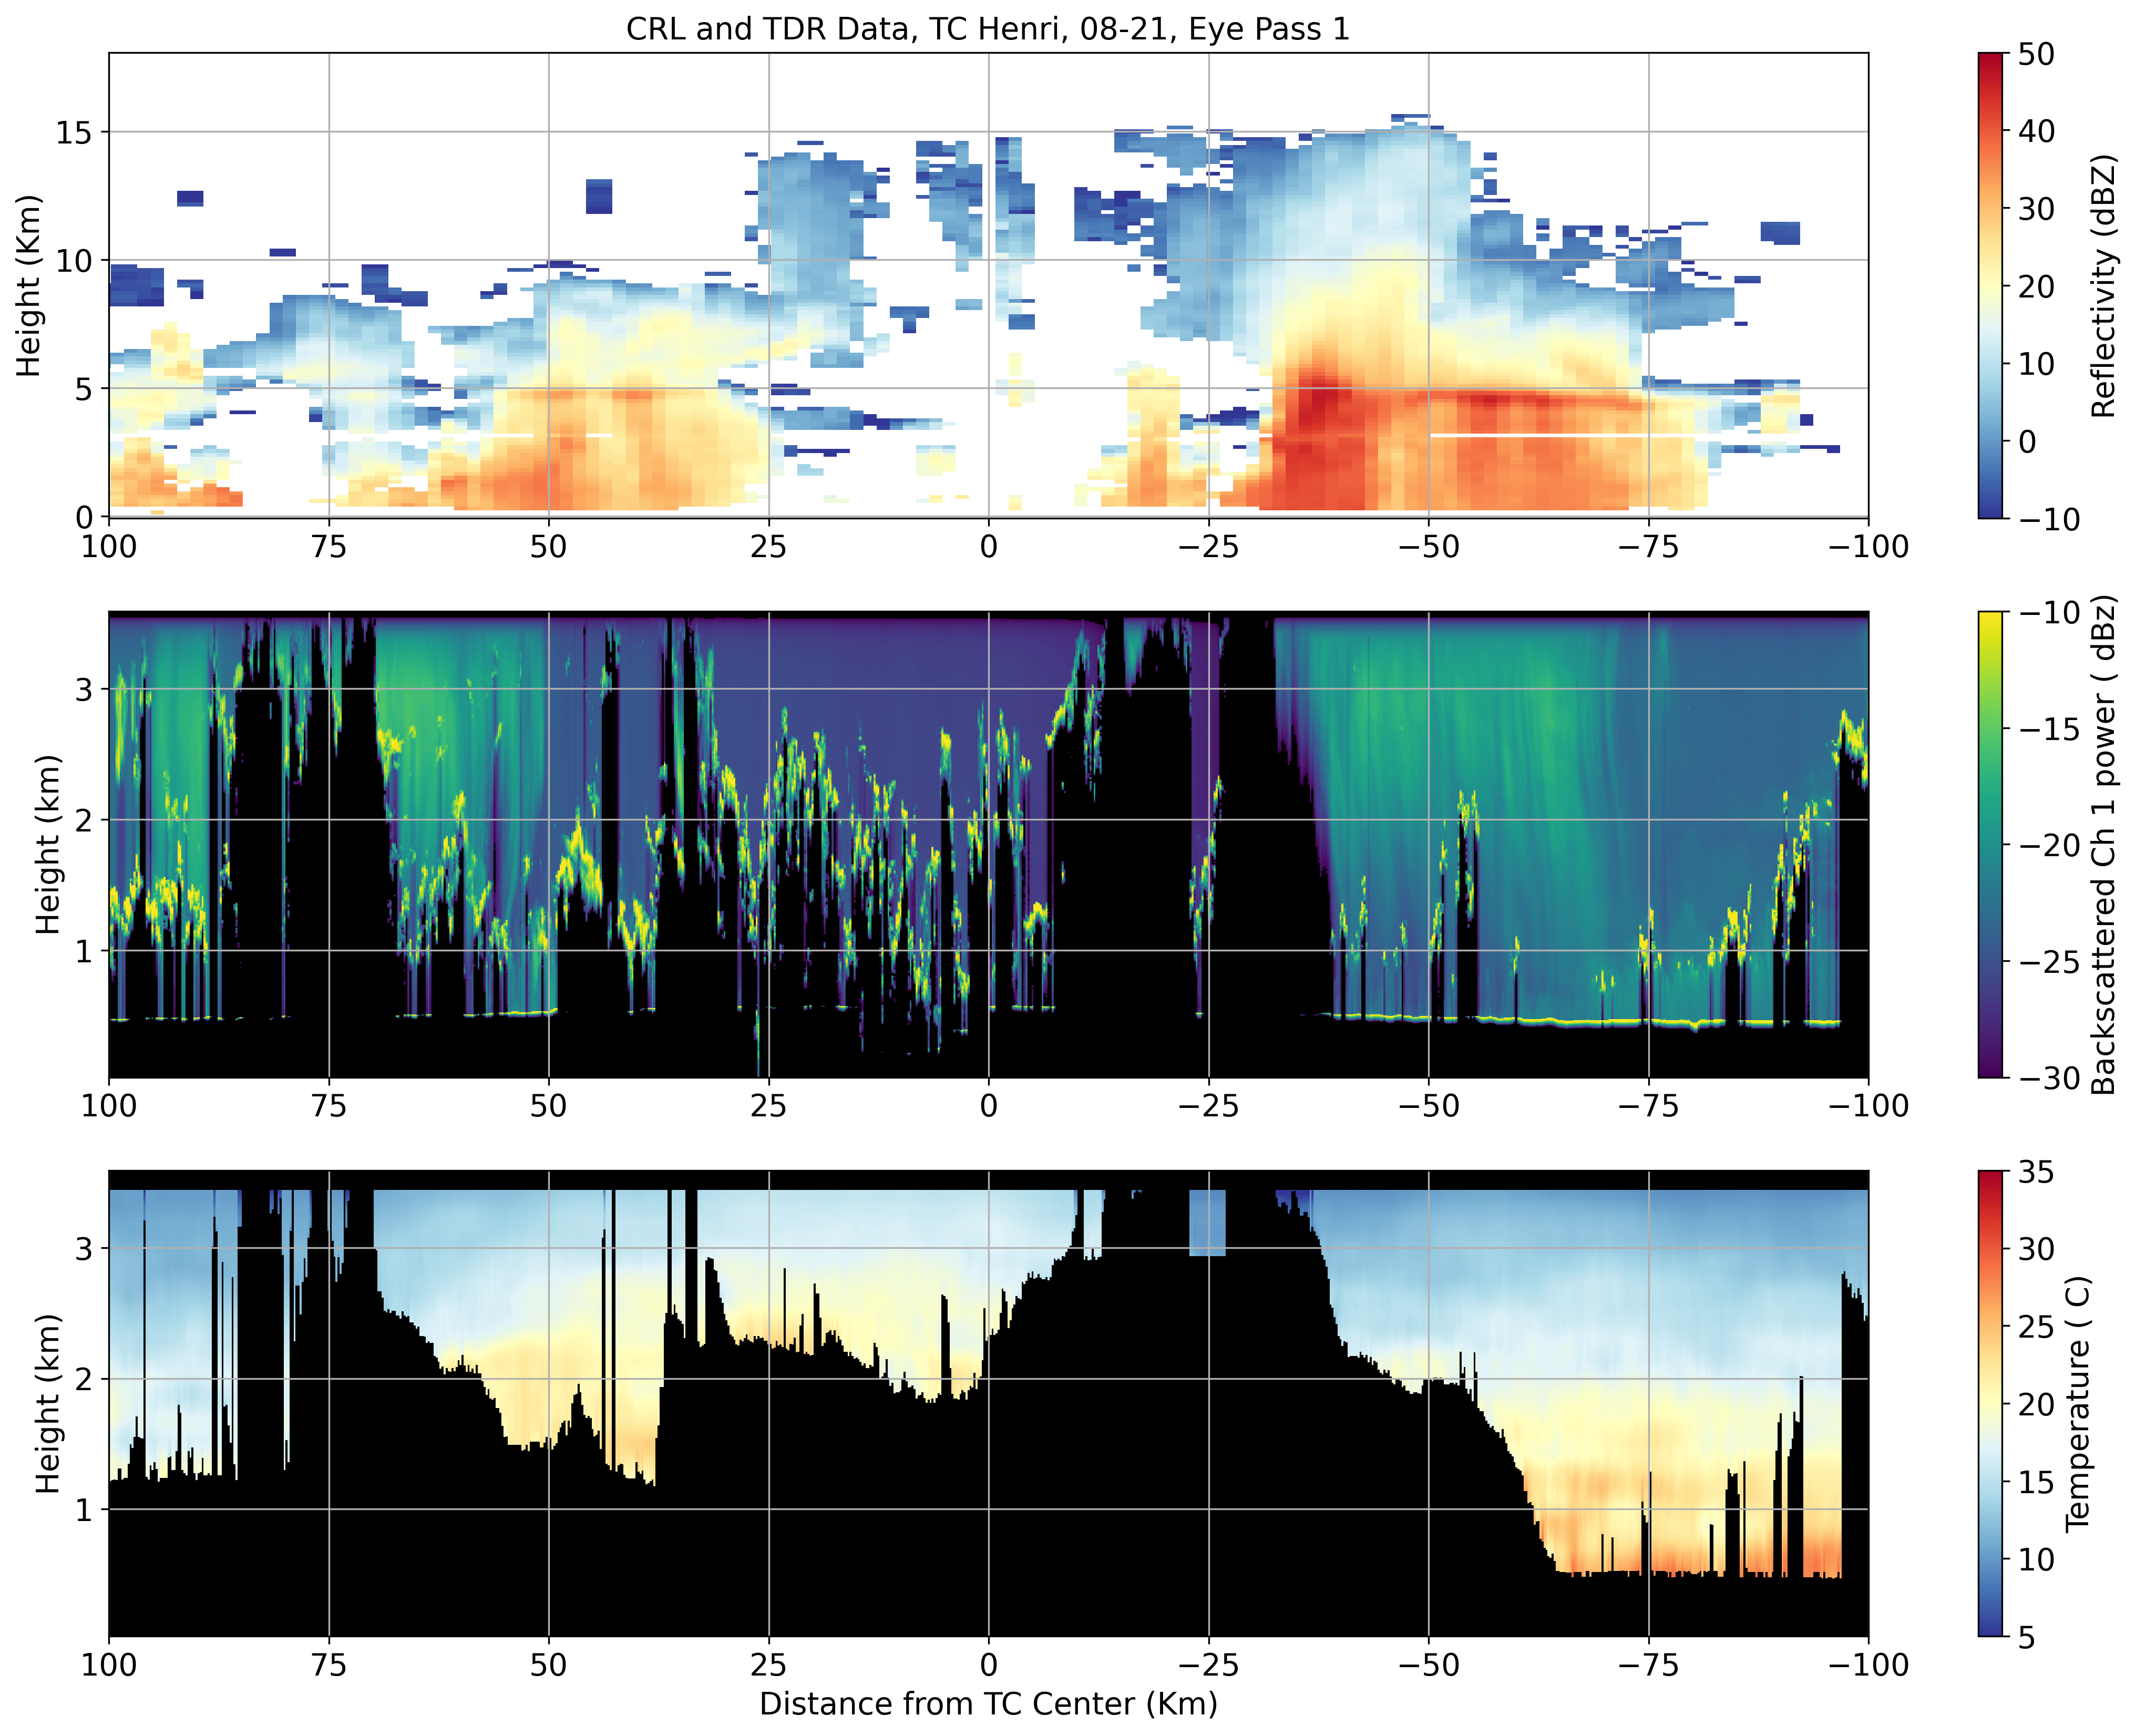 CRL and TDR Data, TC Henri, 08-21, Eye Pass 1
Height (Km)
15
10
5
0
100 75 50 25 0 −25 −50 −75 −100
50
40
30
20
10
0
−10
Reflectivity (dBZ)
Height (km)
3
2
1
100 75 50 25 0 −25 −50 −75 −100
−10
−15
−20
−25
−30
Backscattered Ch 1 power ( dBz)
Height (km)
3
2
1
100 75 50 25 0 −25 −50 −75 −100
Distance from TC Center (Km)
35
30
25
20
15
10
5
Temperature ( C)